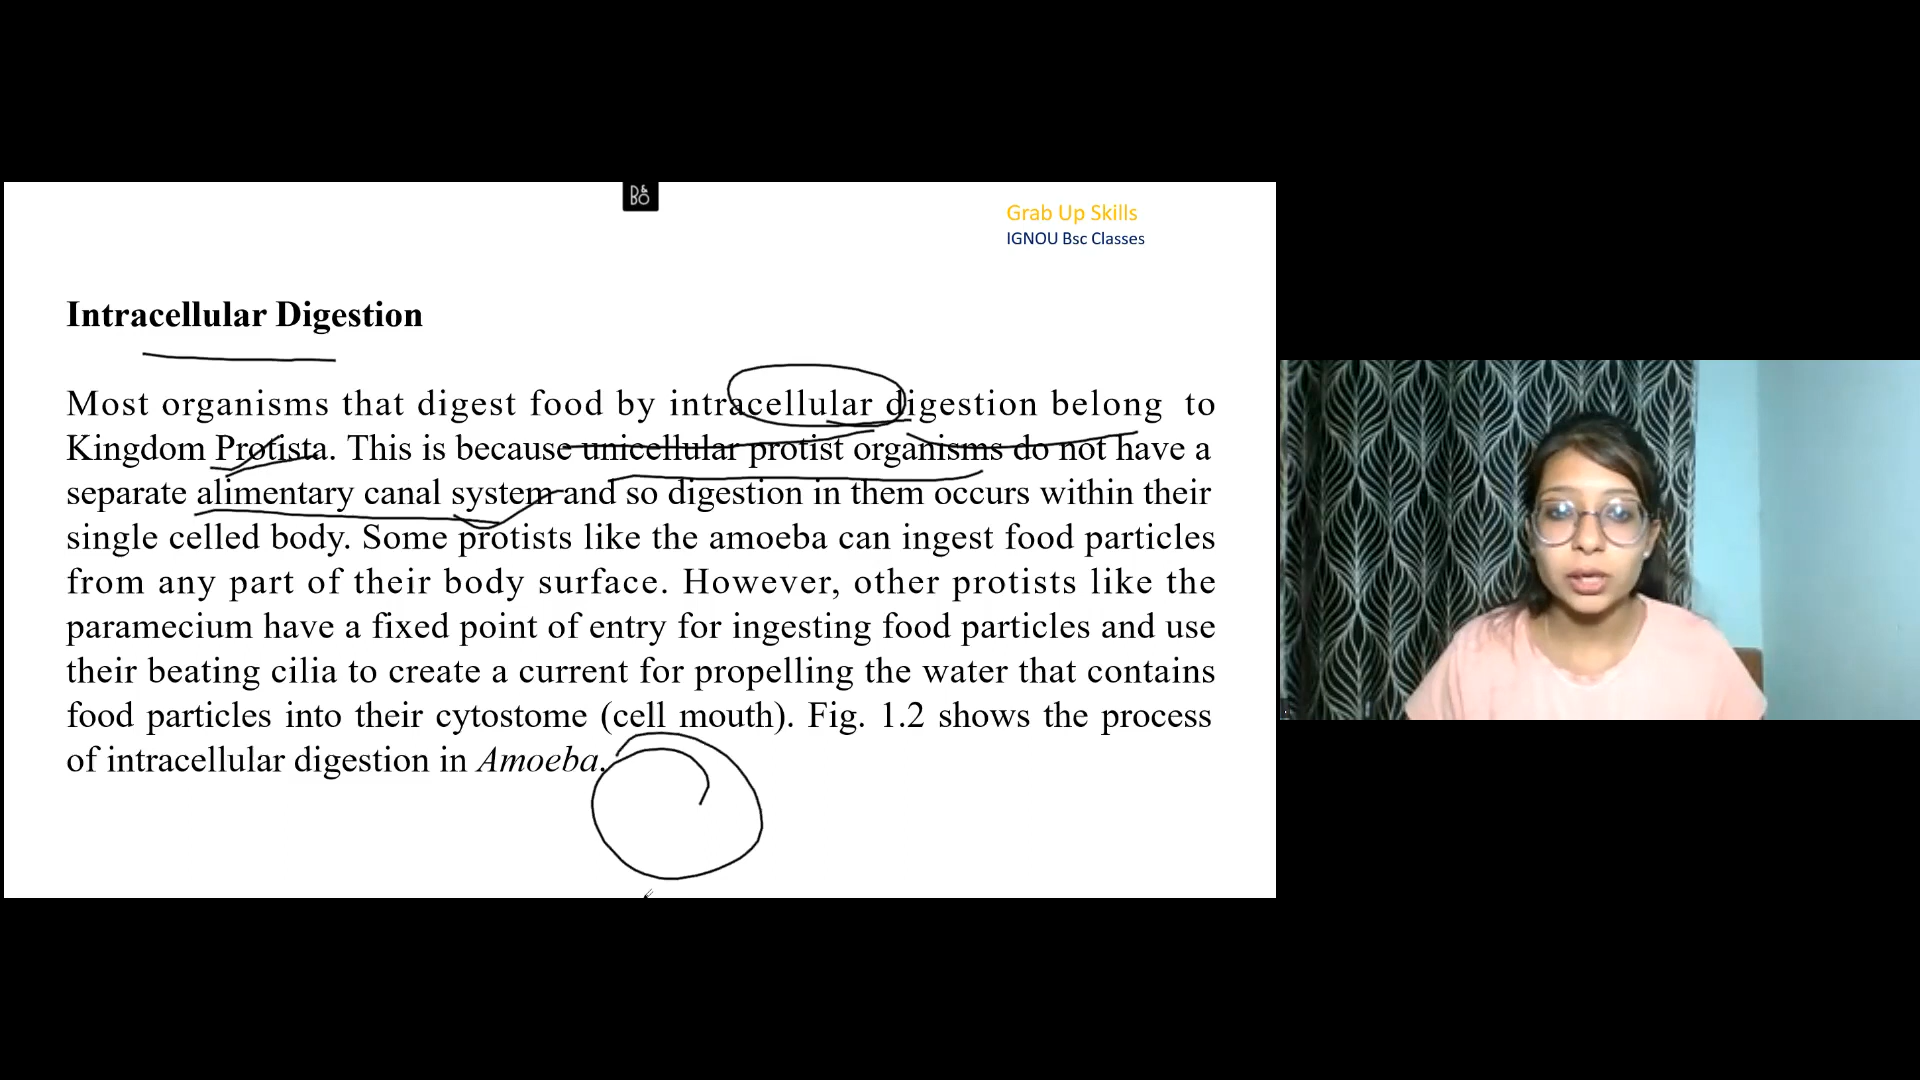 D&
BO
Grab Up Skills
IGNOU Bsc Classes
Intracellular Digestion
Most organisms that digest food by intracellular digestion belong to
Kingdom Protista. This is because unicellular protist organisms do not have a
separate alimentary canal system and so digestion in them occurs within their
single celled body. Some protists like the amoeba can ingest food particles
from any part of their body surface. However, other protists like the
paramecium have a fixed point of entry for ingesting food particles and use
their beating cilia to create a current for propelling the water that contains
food particles into their cytostome (cell mouth). Fig. 1.2 shows the process
of intracellular digestion in Amoeba.